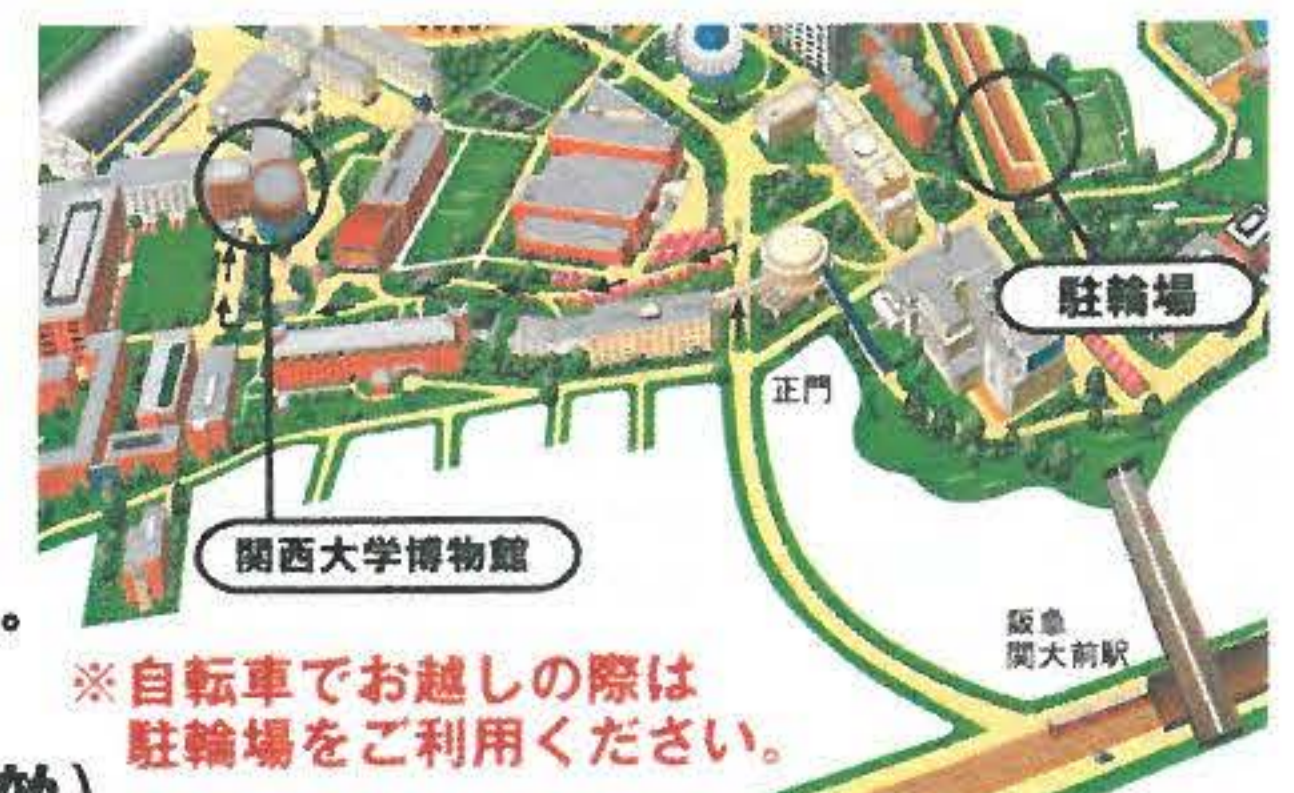 駐輪場
正門
関西大学博物館
阪急
関大前駅
。
※自転車でお越しの際は
駐輪場をご利用ください。
)